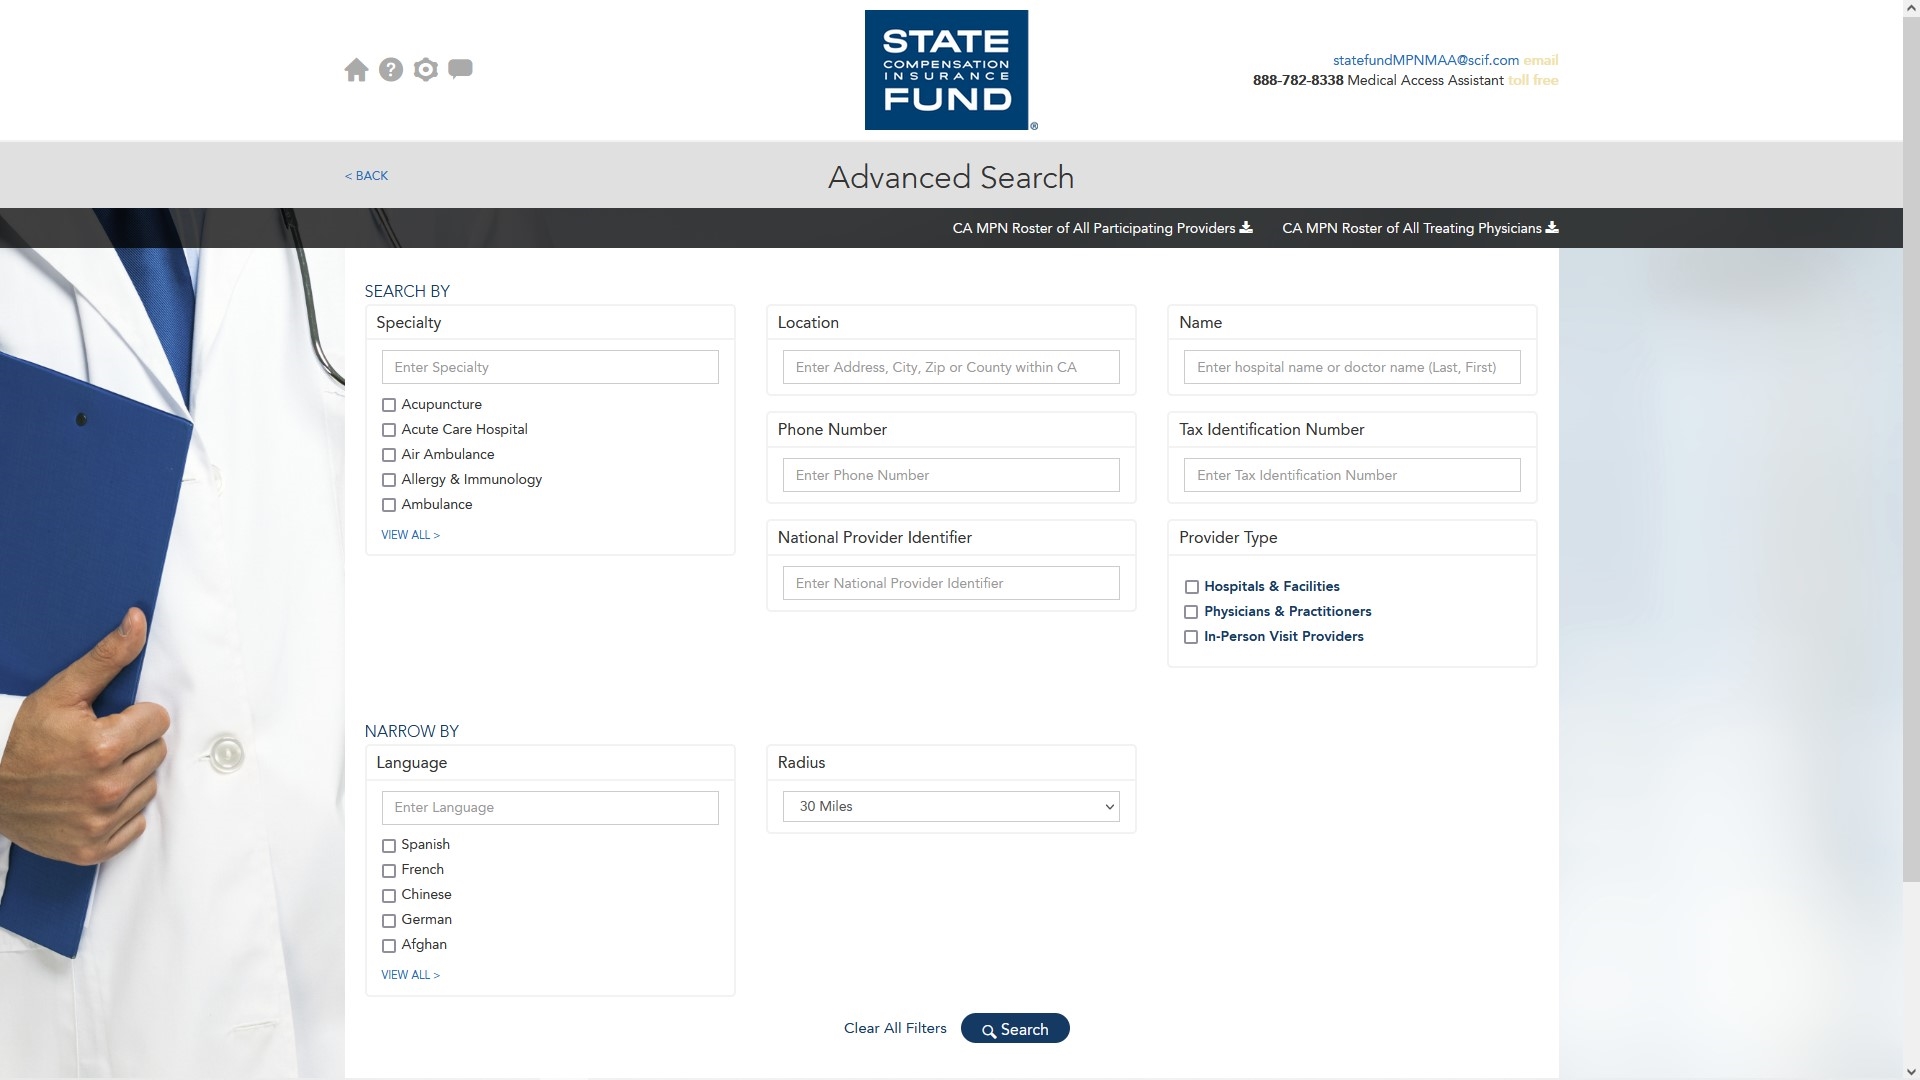 STATE
COMPENSATION
INSURANCE
FUND
®
statefundMPNMAA@scif.com email
888-782-8338 Medical Access Assistant toll free
< BACK
Advanced Search
CA MPN Roster of All Participating Providers
CA MPN Roster of All Treating Physicians
SEARCH BY
Specialty
Enter Specialty
Acupuncture
Acute Care Hospital
Air Ambulance
Allergy & Immunology
Ambulance
VIEW ALL >
Location
Enter Address, City, Zip or County within CA
Name
Enter hospital name or doctor name (Last, First)
Phone Number
Enter Phone Number
Tax Identification Number
Enter Tax Identification Number
National Provider Identifier
Enter National Provider Identifier
Provider Type
Hospitals & Facilities
Physicians & Practitioners
In-Person Visit Providers
NARROW BY
Language
Enter Language
Spanish
French
Chinese
German
Afghan
VIEW ALL >
Radius
30 Miles
Clear All Filters
Search